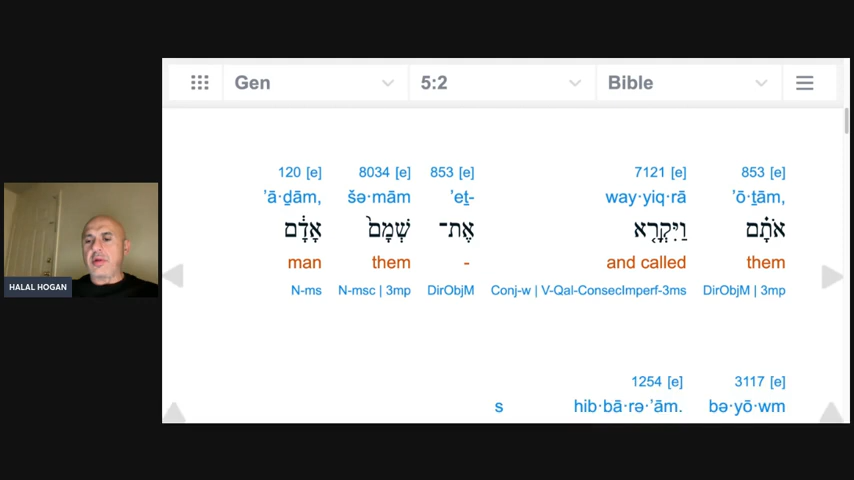 Gen 5:2 Bible
120 [e] 8034 [e] 853 [e] 7121 [e] 853 [e]
’ā·ḏām, šə·mām ’eṯ- way·yiq·rā ’ō·ṯām,
אֹתָ֗ם וַיִּקְרָ֤א אֶת־ שְׁמָם֙ אָדָ֔ם
man them - and called them
N-ms N-msc | 3mp DirObjM Conj-w | V-Qal-ConsecImperf-3ms DirObjM | 3mp
HALAL HOGAN
1254 [e] 3117 [e]
s hib·bā·rə·’ām. bə·yō·wm